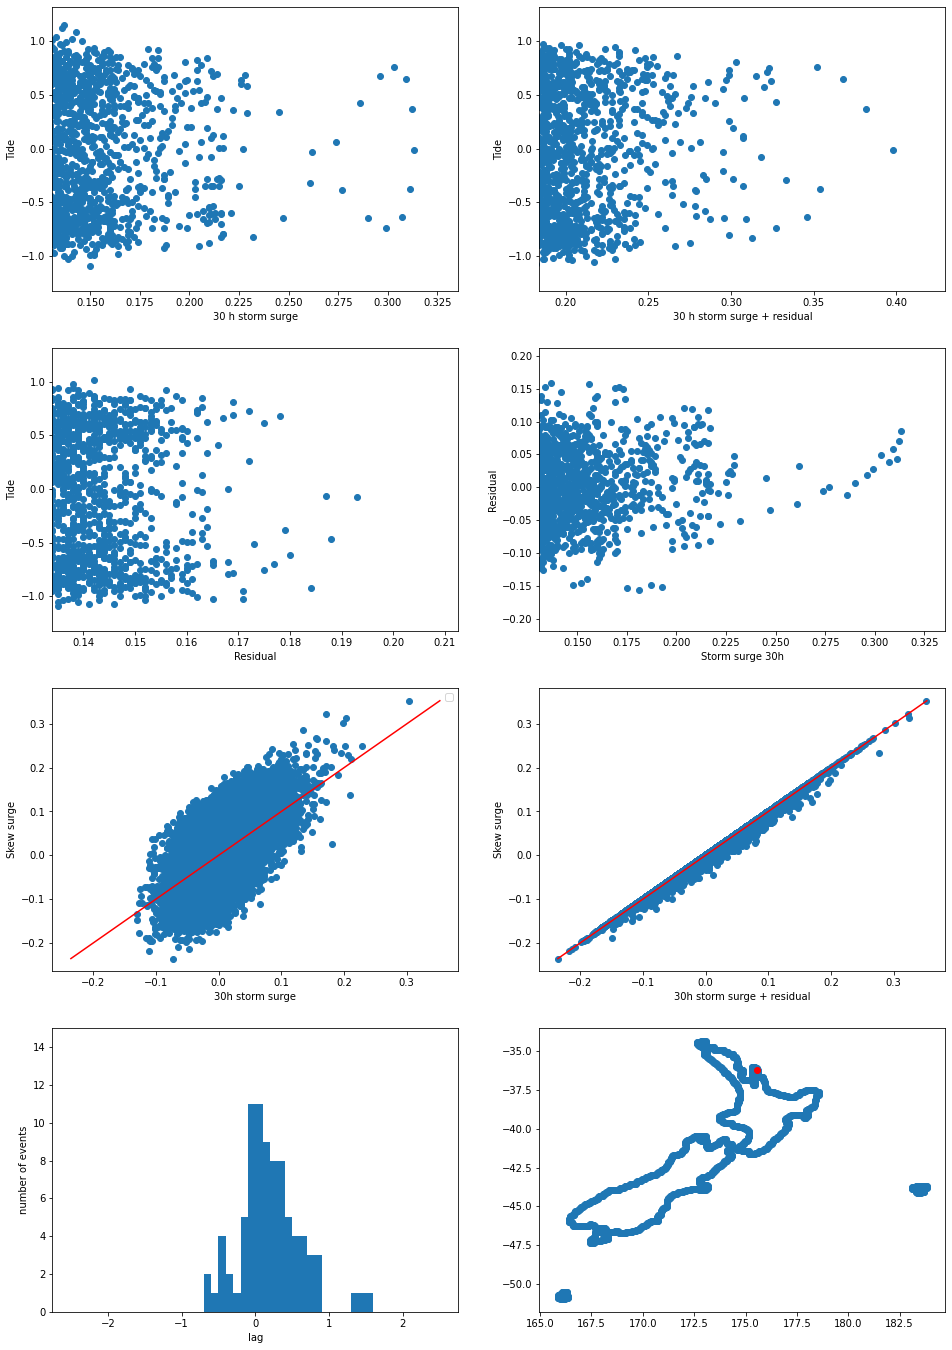 1.0
0.5
0.0
−0.5
−1.0
Tide
0.150 0.175 0.200 0.225 0.250 0.275 0.300 0.325
30 h storm surge
1.0
0.5
0.0
−0.5
−1.0
Tide
0.20 0.25 0.30 0.35 0.40
30 h storm surge + residual
1.0
0.5
0.0
−0.5
−1.0
Tide
0.14 0.15 0.16 0.17 0.18 0.19 0.20 0.21
Residual
0.20
0.15
0.10
0.05
0.00
−0.05
−0.10
−0.15
−0.20
Residual
0.150 0.175 0.200 0.225 0.250 0.275 0.300 0.325
Storm surge 30h
0.3
0.2
0.1
0.0
−0.1
−0.2
Skew surge
−0.2 −0.1 0.0 0.1 0.2 0.3
30h storm surge
0.3
0.2
0.1
0.0
−0.1
−0.2
Skew surge
−0.2 −0.1 0.0 0.1 0.2 0.3
30h storm surge + residual
14
12
10
8
6
4
2
0
number of events
−2 −1 0 1 2
lag
−35.0
−37.5
−40.0
−42.5
−45.0
−47.5
−50.0
165.0 167.5 170.0 172.5 175.0 177.5 180.0 182.5